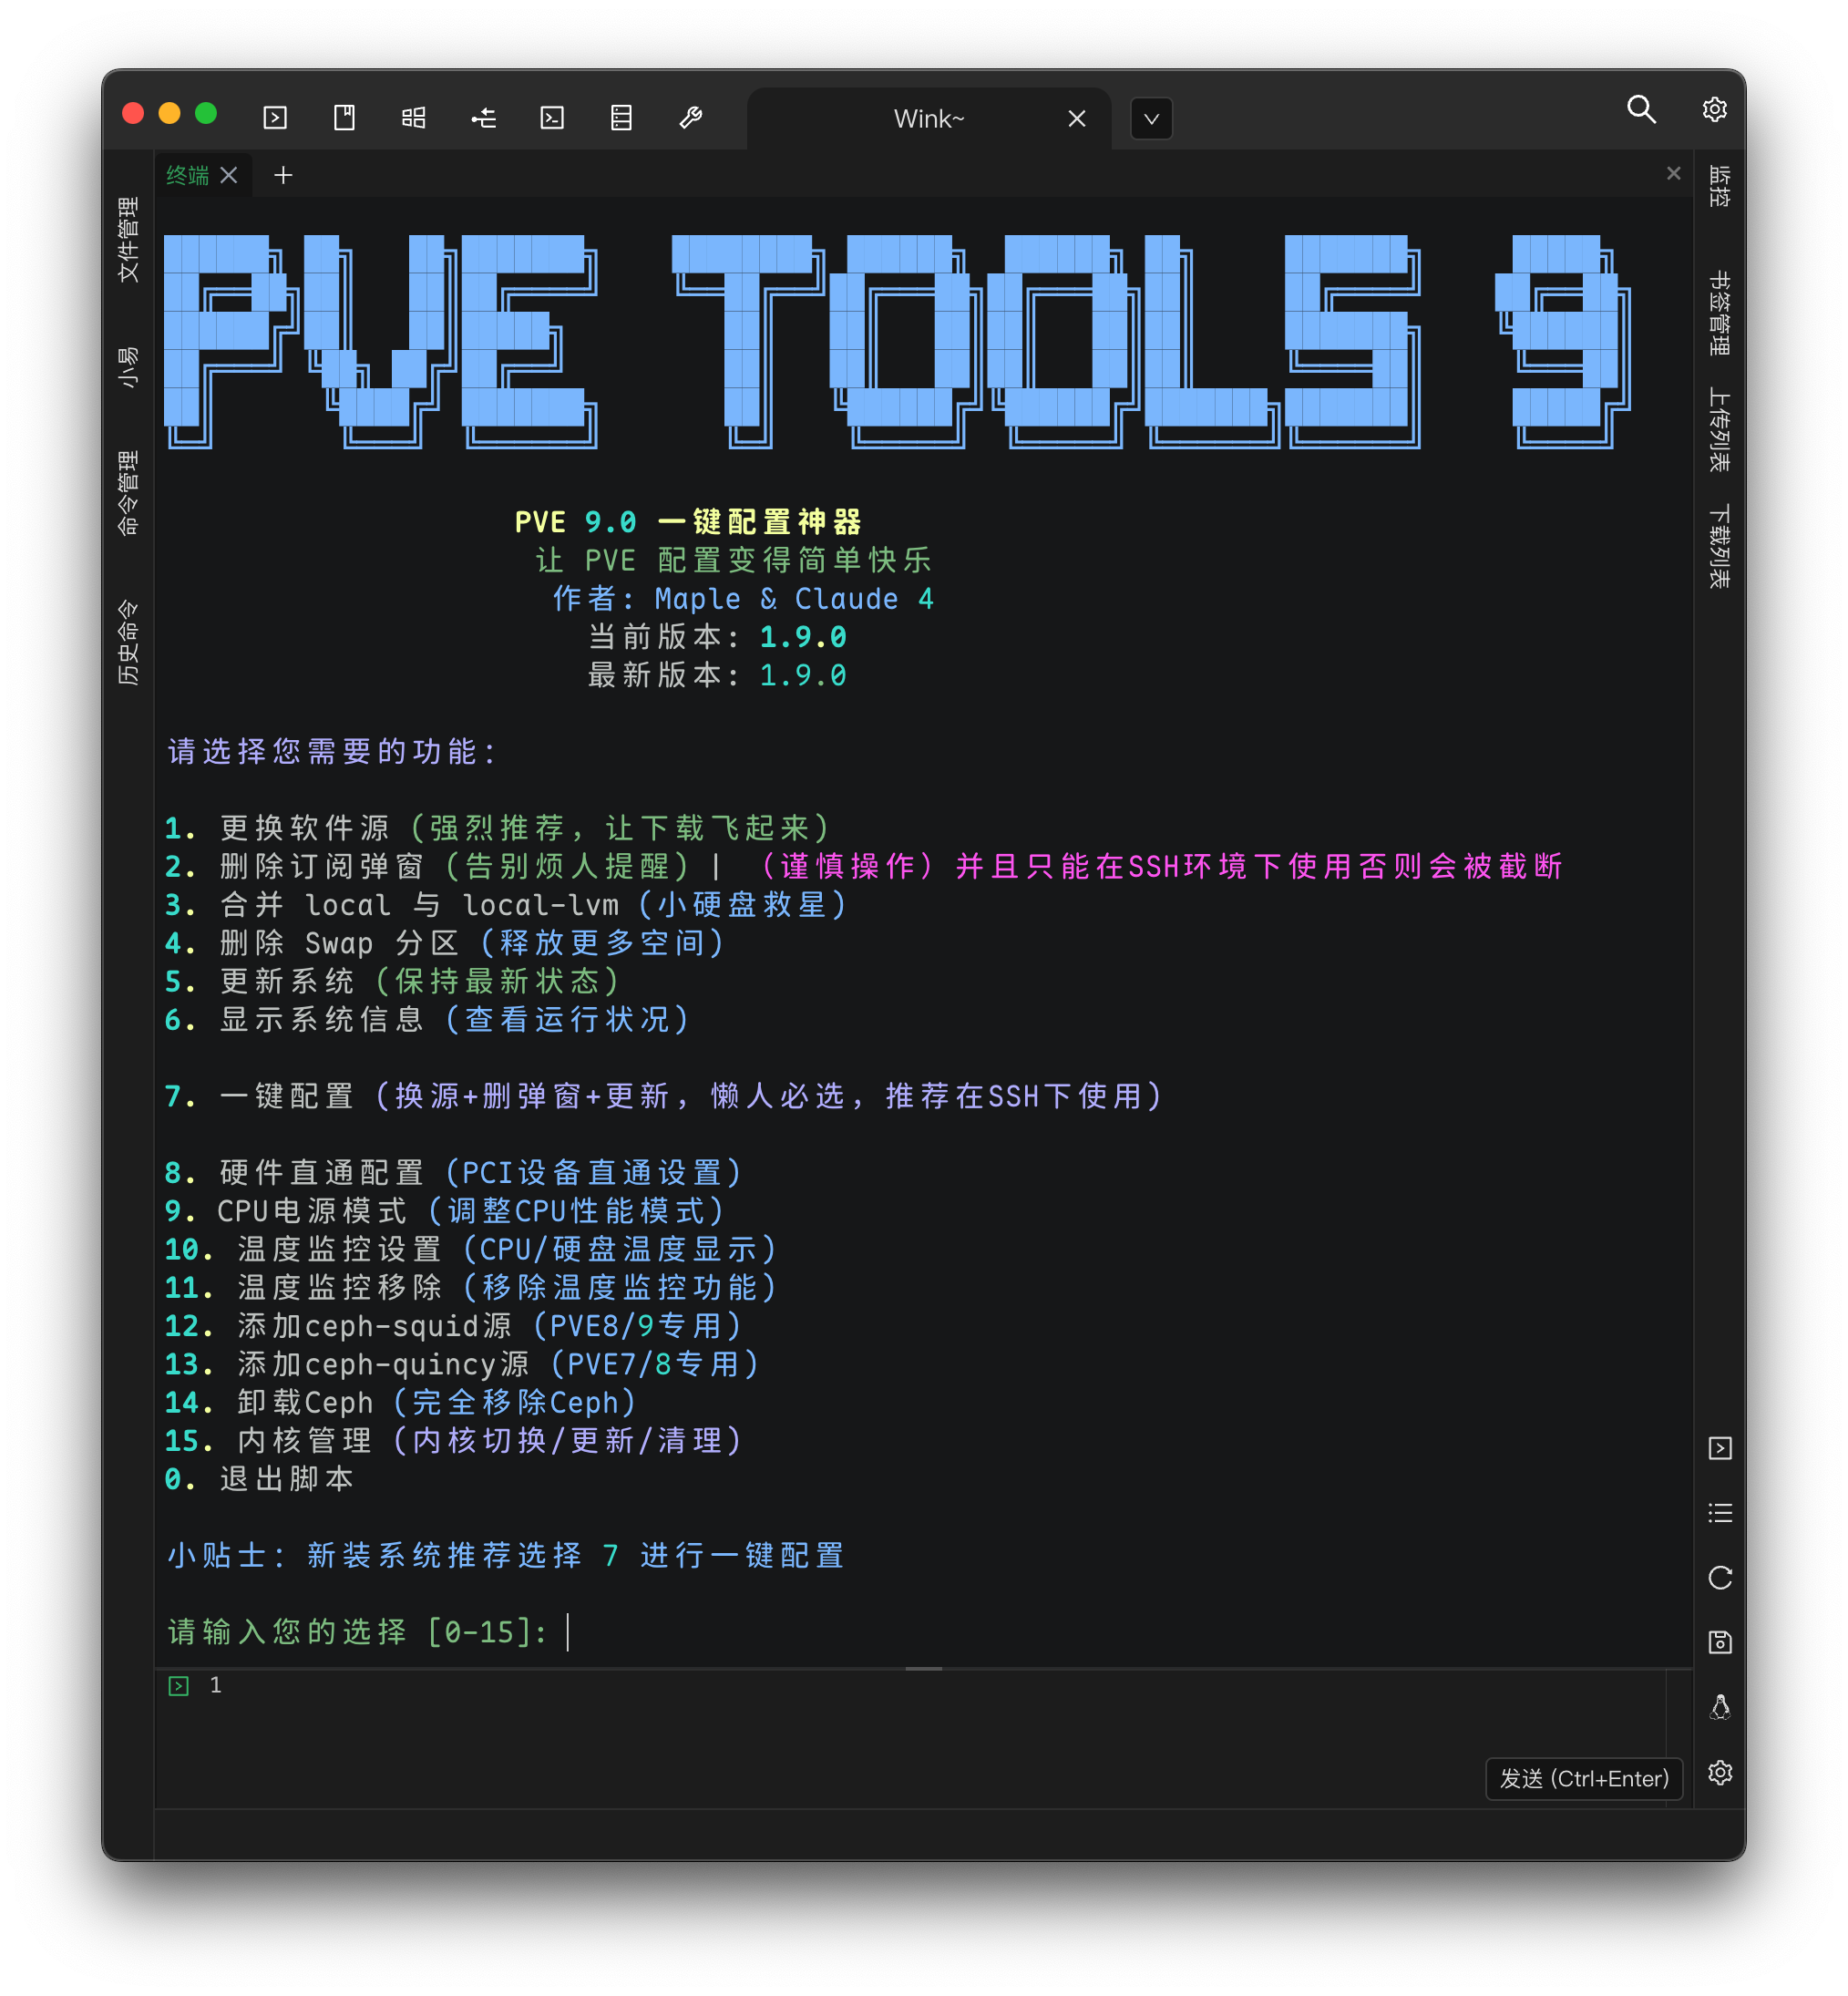 Wink~
终端
文件管理
小易
命令管理
历史命令
监控
书签管理
上传列表
下载列表
PVE TOOLS 9
PVE 9.0 一键配置神器
让 PVE 配置变得简单快乐
作者: Maple & Claude 4
当前版本: 1.9.0
最新版本: 1.9.0
请选择您需要的功能:
1. 更换软件源 (强烈推荐, 让下载飞起来)
2. 删除订阅弹窗 (告别烦人提醒) | （谨慎操作）并且只能在SSH环境下使用否则会被截断
3. 合并 local 与 local-lvm (小硬盘救星)
4. 删除 Swap 分区 (释放更多空间)
5. 更新系统 (保持最新状态)
6. 显示系统信息 (查看运行状况)
7. 一键配置 (换源+删弹窗+更新, 懒人必选, 推荐在SSH下使用)
8. 硬件直通配置 (PCI设备直通设置)
9. CPU电源模式 (调整CPU性能模式)
10. 温度监控设置 (CPU/硬盘温度显示)
11. 温度监控移除 (移除温度监控功能)
12. 添加ceph-squid源 (PVE8/9专用)
13. 添加ceph-quincy源 (PVE7/8专用)
14. 卸载Ceph (完全移除Ceph)
15. 内核管理 (内核切换/更新/清理)
0. 退出脚本
小贴士: 新装系统推荐选择 7 进行一键配置
请输入您的选择 [0-15]:
1
发送 (Ctrl+Enter)